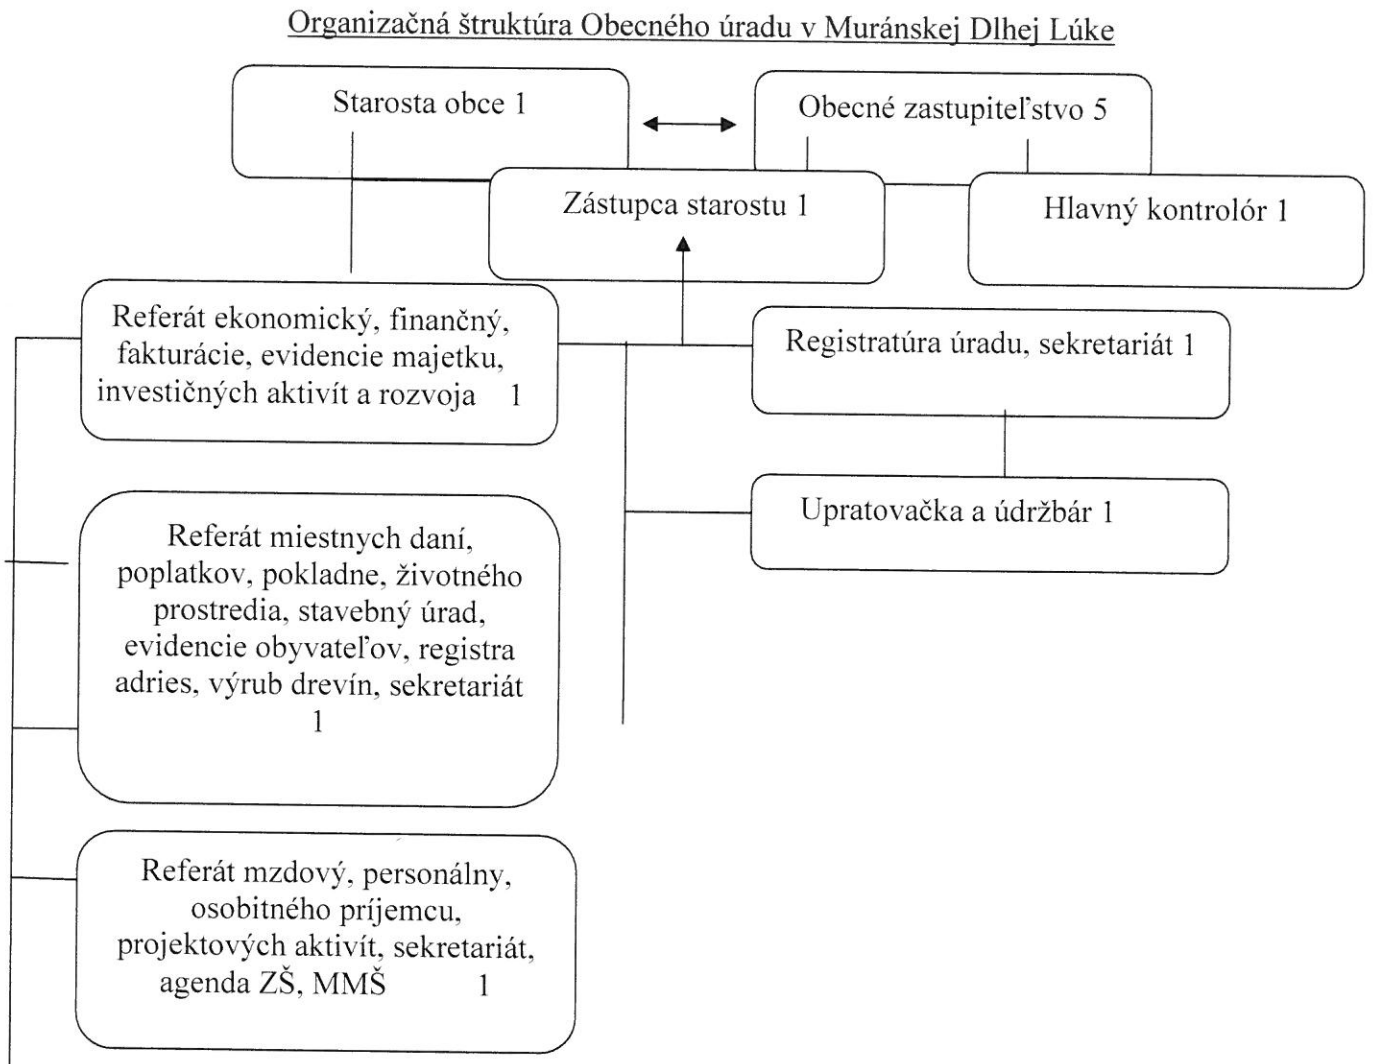 Organizačná štruktúra Obecného úradu v Muránskej Dlhej Lúke
Starosta obce 1
Obecné zastupiteľstvo 5
Zástupca starostu 1
Hlavný kontrolór 1
Referát ekonomický, finančný,
fakturácie, evidencie majetku,
investičných aktivít a rozvoja 1
Registratúra úradu, sekretariát 1
Upratovačka a údržbár 1
Referát miestnych daní,
poplatkov, pokladne, životného
prostredia, stavebný úrad,
evidencie obyvateľov, registra
adries, výrub drevín, sekretariát
1
Referát mzdový, personálny,
osobitného príjemcu,
projektových aktivít, sekretariát,
agenda ZŠ, MMŠ 1